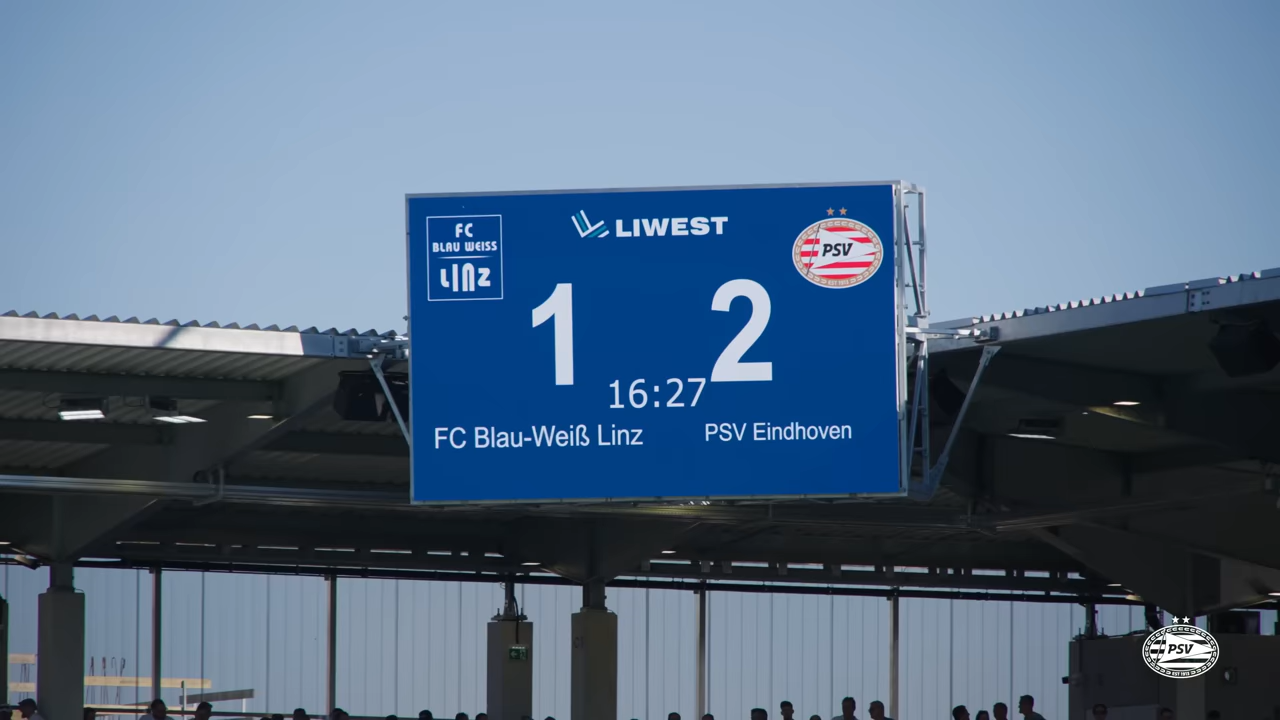 FC
BLAU WEISS
LINZ
LIWEST
PSV
1 2
16:27
FC Blau-Weiß Linz
PSV Eindhoven
PSV